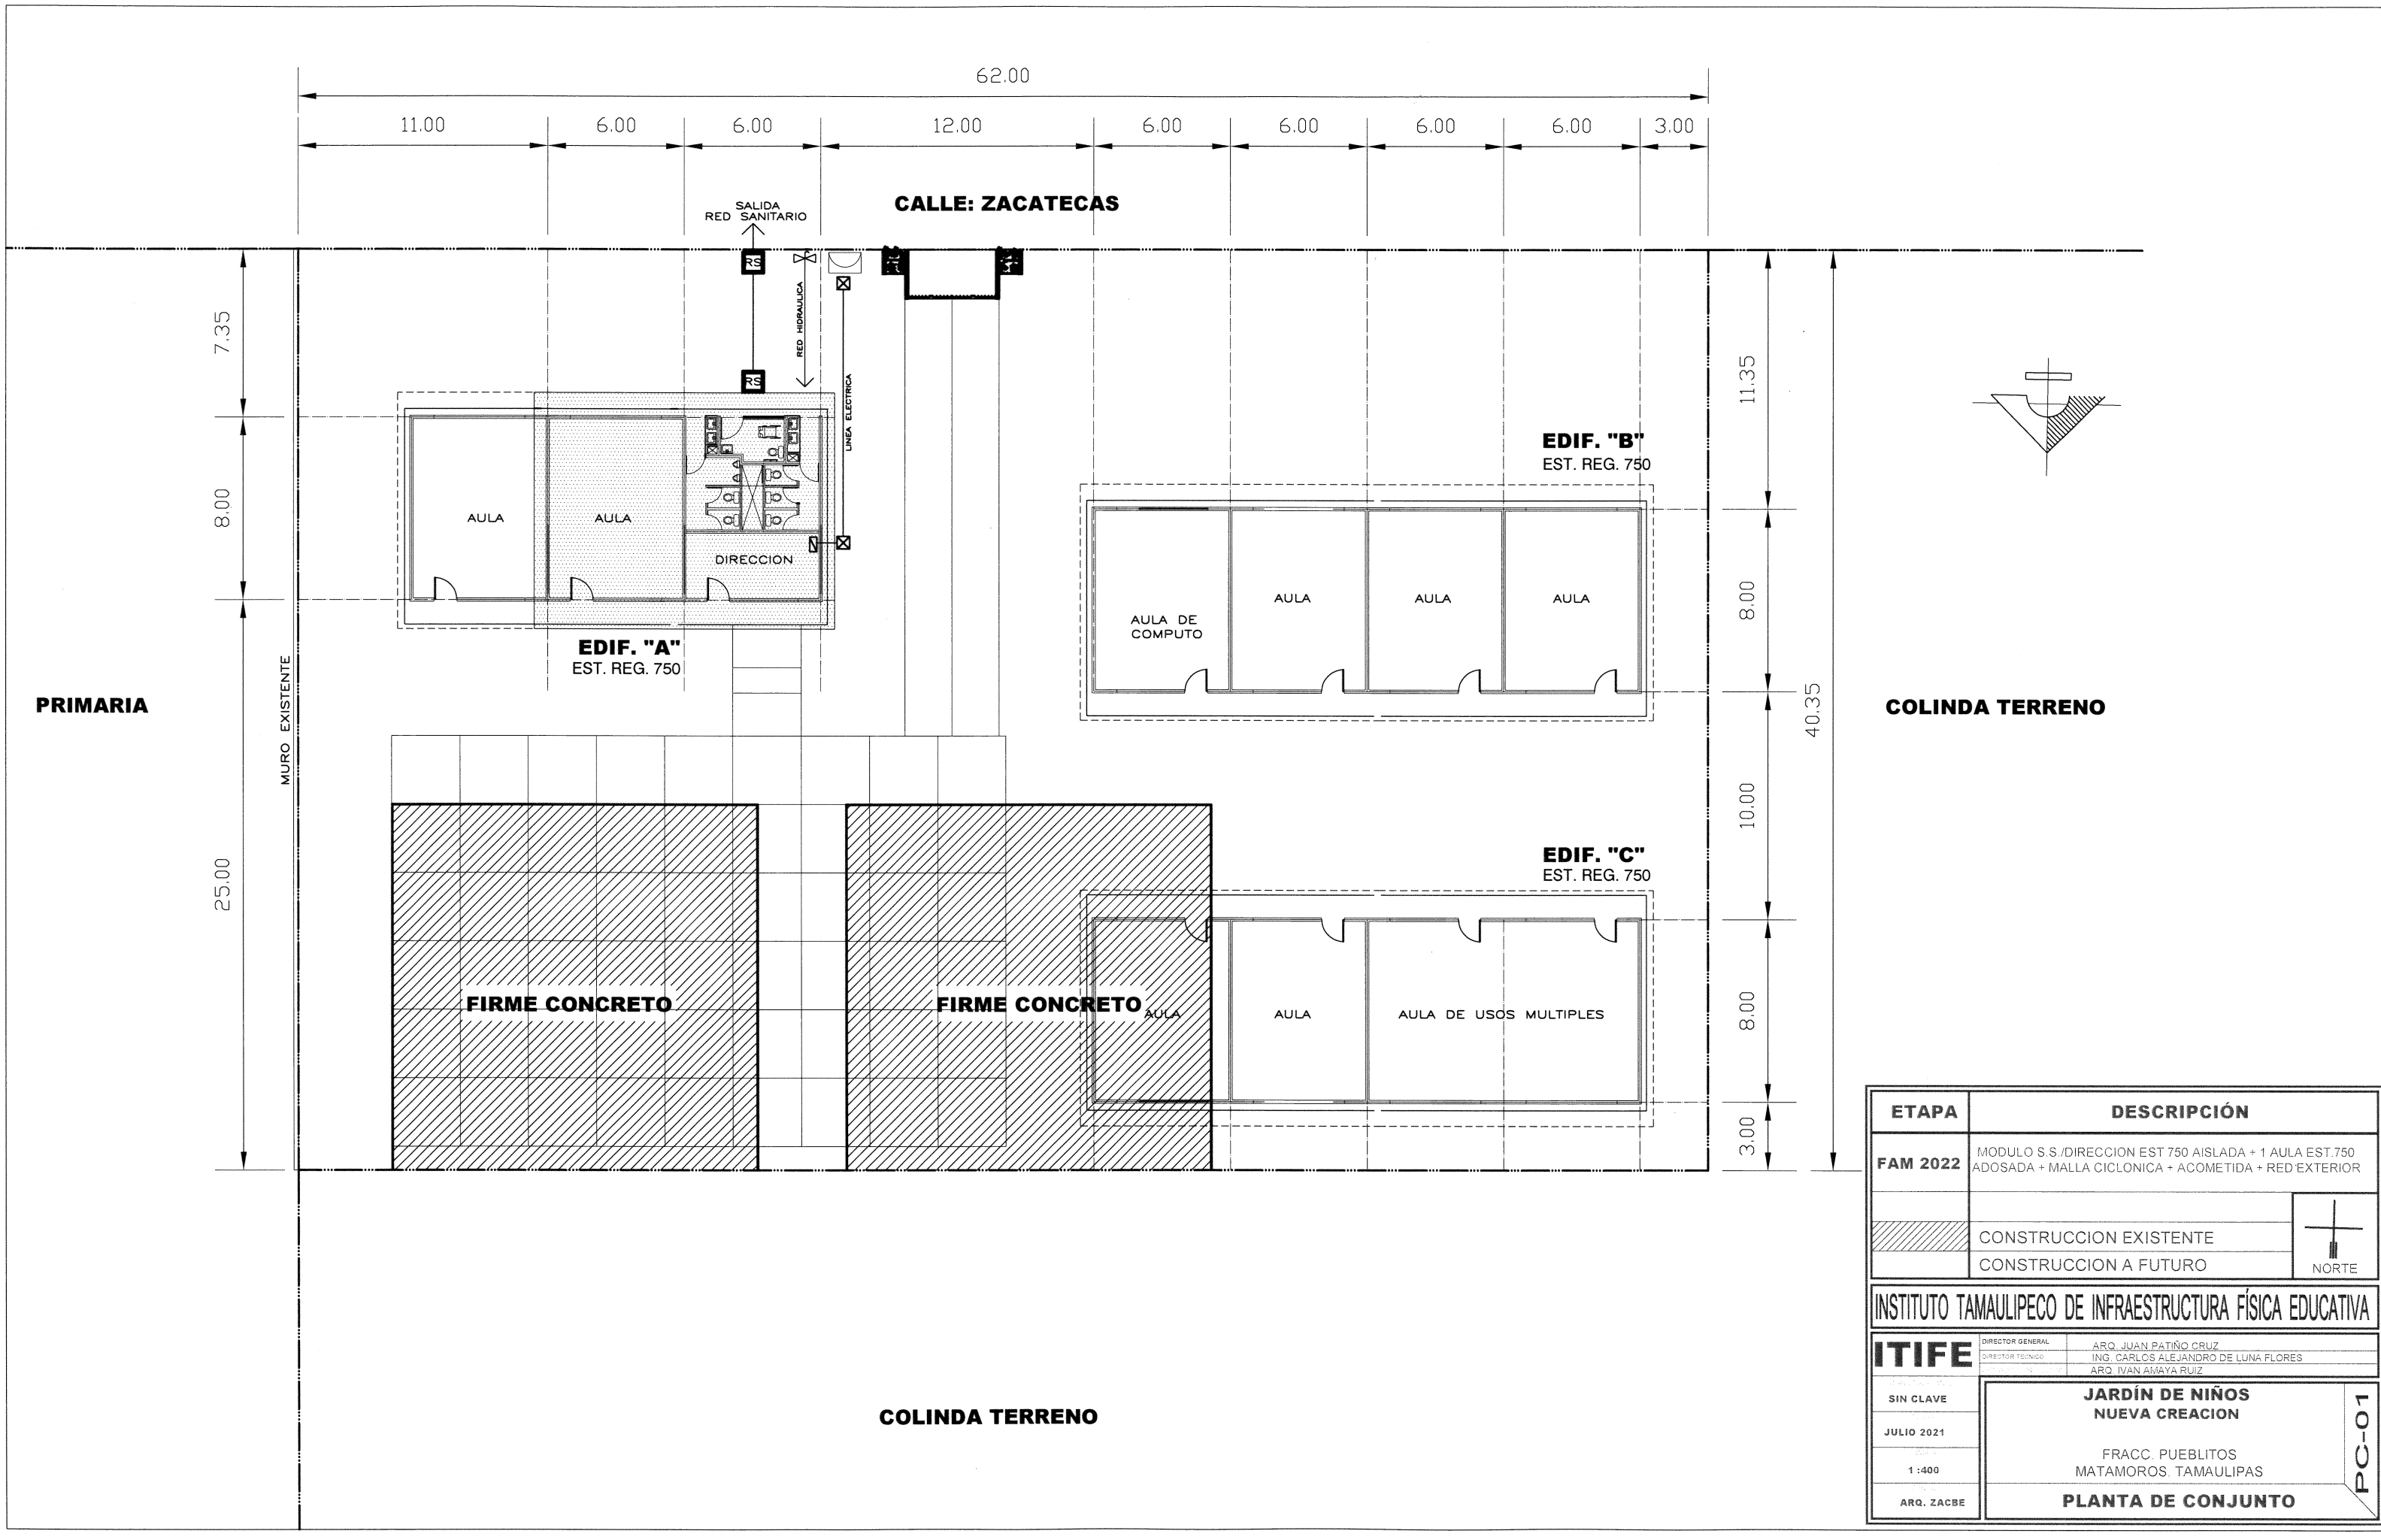 62.00
11.00 6.00 6.00 12.00 6.00 6.00 6.00 6.00 3.00
CALLE: ZACATECAS
SALIDA
RED SANITARIO
RS
RED HIDRAULICA
LINEA ELECTRICA
RS
7.35
8.00
25.00
11.35
8.00
10.00
8.00
3.00
40.35
AULA
AULA
DIRECCION
EDIF. "A"
EST. REG. 750
EDIF. "B"
EST. REG. 750
AULA DE
COMPUTO
AULA
AULA
AULA
MURO EXISTENTE
PRIMARIA
COLINDA TERRENO
EDIF. "C"
EST. REG. 750
FIRME CONCRETO
FIRME CONCRETO
AULA
AULA
AULA DE USOS MULTIPLES
COLINDA TERRENO
ETAPA DESCRIPCIÓN
FAM 2022
MODULO S.S./DIRECCION EST 750 AISLADA + 1 AULA EST.750
ADOSADA + MALLA CICLONICA + ACOMETIDA + RED EXTERIOR
CONSTRUCCION EXISTENTE
CONSTRUCCION A FUTURO
NORTE
INSTITUTO TAMAULIPECO DE INFRAESTRUCTURA FÍSICA EDUCATIVA
ITIFE
DIRECTOR GENERAL ARQ. JUAN PATIÑO CRUZ
DIRECTOR TECNICO ING. CARLOS ALEJANDRO DE LUNA FLORES
ARQ. IVAN AMAYA RUIZ
SIN CLAVE
JULIO 2021
1 :400
ARQ. ZACBE
JARDÍN DE NIÑOS
NUEVA CREACION
FRACC. PUEBLITOS
MATAMOROS. TAMAULIPAS
PLANTA DE CONJUNTO
PC-01